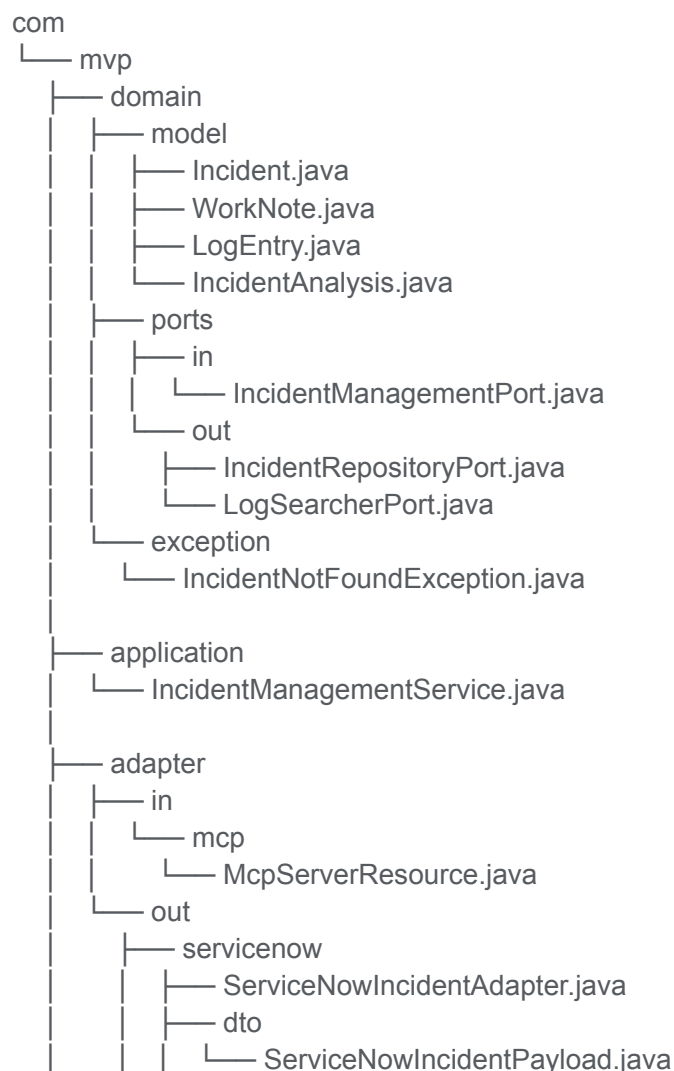 com
└── mvp
    ├── domain
    │   ├── model
    │   │   ├── Incident.java
    │   │   ├── WorkNote.java
    │   │   ├── LogEntry.java
    │   │   └── IncidentAnalysis.java
    │   ├── ports
    │   │   ├── in
    │   │   │   └── IncidentManagementPort.java
    │   │   └── out
    │   │       ├── IncidentRepositoryPort.java
    │   │       └── LogSearcherPort.java
    │   └── exception
    │       └── IncidentNotFoundException.java
    │
    ├── application
    │   └── IncidentManagementService.java
    │
    ├── adapter
    │   ├── in
    │   │   └── mcp
    │   │       └── McpServerResource.java
    │   └── out
    │       ├── servicenow
    │       │   ├── ServiceNowIncidentAdapter.java
    │       │   ├── dto
    │       │   │   └── ServiceNowIncidentPayload.java